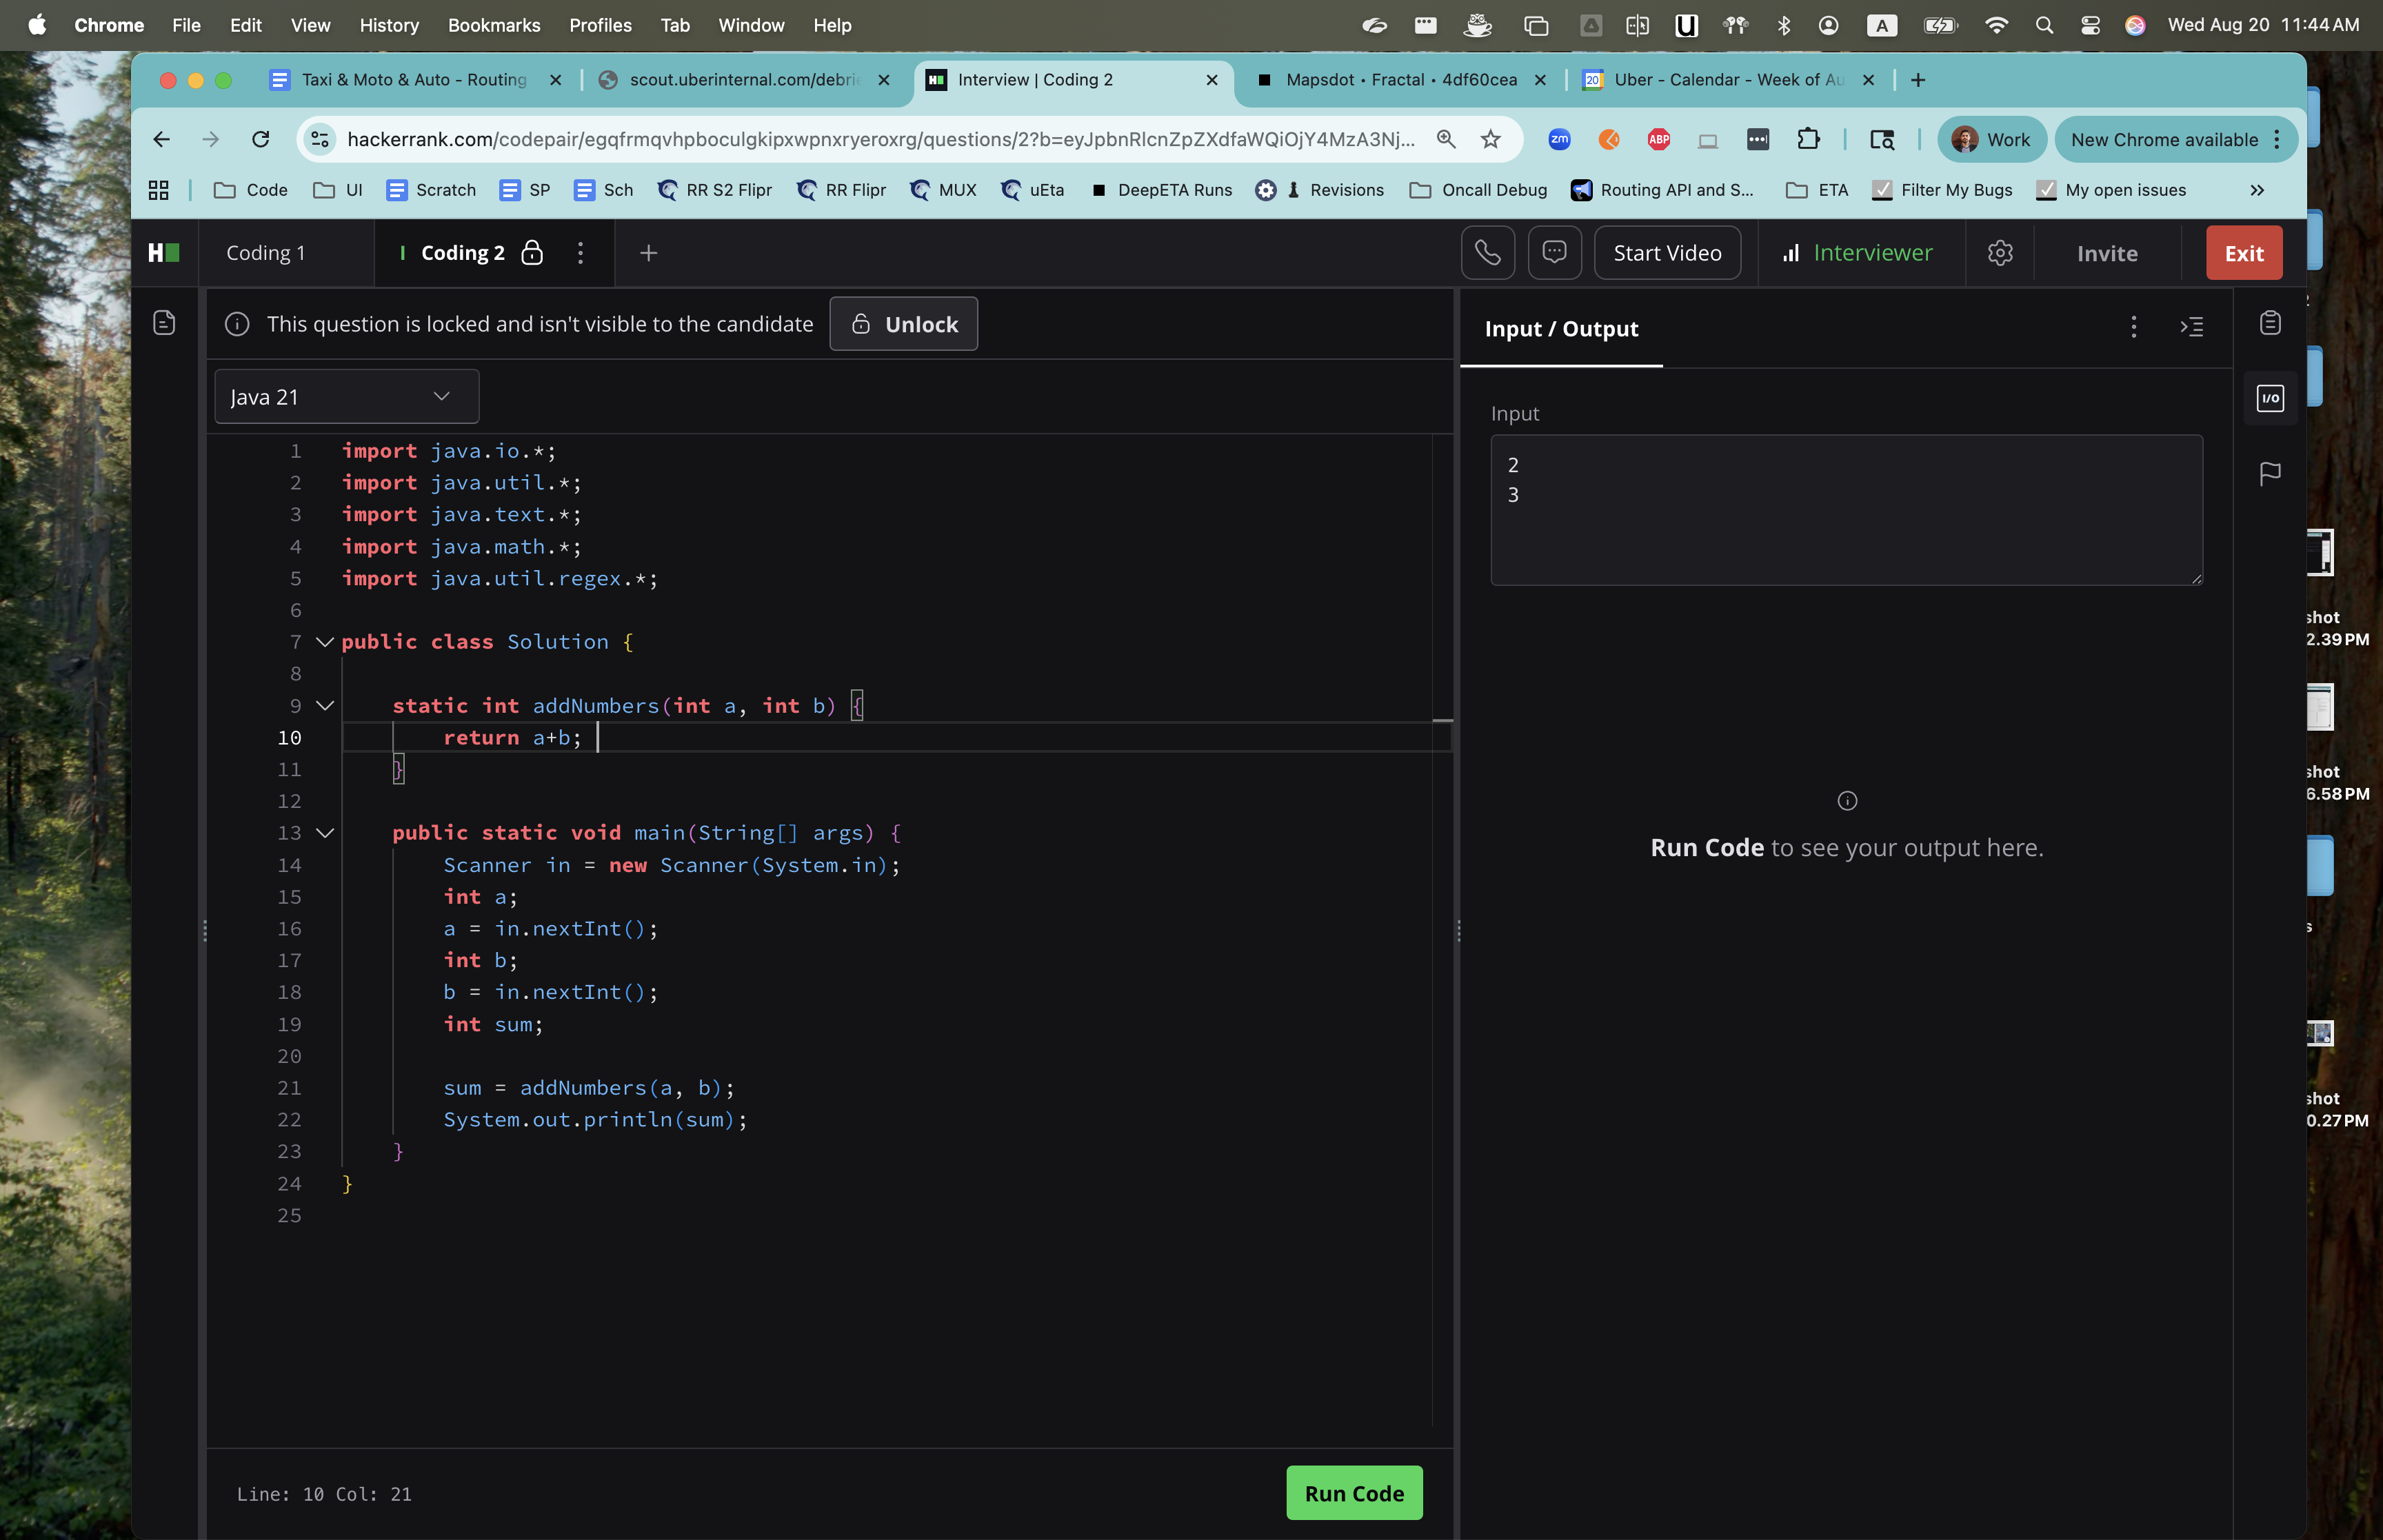 Chrome File Edit View History Bookmarks Profiles Tab Window Help
A
Wed Aug 20 11:44 AM
Taxi & Moto & Auto - Routing
scout.uberinternal.com/debrie
Interview | Coding 2
Mapsdot • Fractal • 4df60cea
20
Uber - Calendar - Week of Au
hackerrank.com/codepair/egqfrmqvhpboculgkipxwpnxryeroxrg/questions/2?b=eyJpbnRlcnZpZXdfaWQiOjY4MzA3Nj...
zm
ABP
Work
New Chrome available
Code
UI
Scratch
SP
Sch
RR S2 Flipr
RR Flipr
MUX
uEta
DeepETA Runs
Revisions
Oncall Debug
Routing API and S...
ETA
Filter My Bugs
My open issues
H
Coding 1
Coding 2
Start Video
Interviewer
Invite
Exit
This question is locked and isn't visible to the candidate
Unlock
Java 21
1 import java.io.*;
2 import java.util.*;
3 import java.text.*;
4 import java.math.*;
5 import java.util.regex.*;
6
7 public class Solution {
8
9 static int addNumbers(int a, int b) {
10 return a+b;
11 }
12
13 public static void main(String[] args) {
14 Scanner in = new Scanner(System.in);
15 int a;
16 a = in.nextInt();
17 int b;
18 b = in.nextInt();
19 int sum;
20
21 sum = addNumbers(a, b);
22 System.out.println(sum);
23 }
24 }
25
Line: 10 Col: 21
Run Code
Input / Output
Input
2
3
Run Code to see your output here.
I/O
shot
2.39 PM
shot
6.58 PM
s
shot
0.27 PM